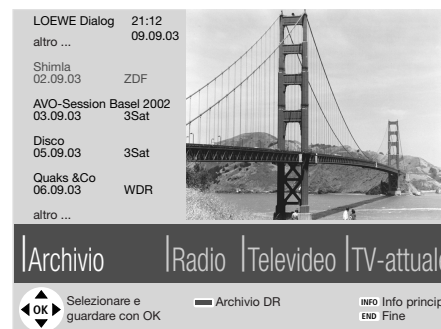 LOEWE Dialog 21:12
altro ... 09.09.03
Shimla
02.09.03 ZDF
AVO-Session Basel 2002
03.09.03 3Sat
Disco
05.09.03 3Sat
Quaks &Co
06.09.03 WDR
altro ...
Archivio Radio Televideo TV-attuale
OK Selezionare e
guardare con OK
Archivio DR
INFO Info princip
END Fine